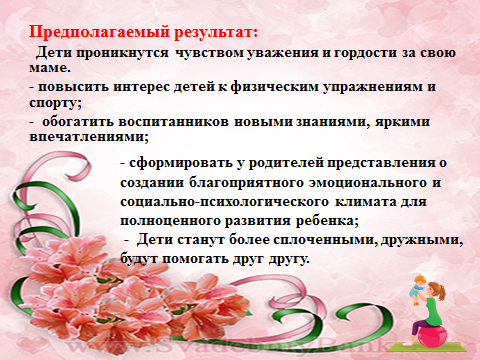 Предполагаемый результат:
Дети проникнутся чувством уважения и гордости за свою
маме.
- повысить интерес детей к физическим упражнениям и
спорту;
- обогатить воспитанников новыми знаниями, яркими
впечатлениями;
- сформировать у родителей представления о
создании благоприятного эмоционального и
социально-психологического климата для
полноценного развития ребенка;
- Дети станут более сплоченными, дружными,
будут помогать друг другу.